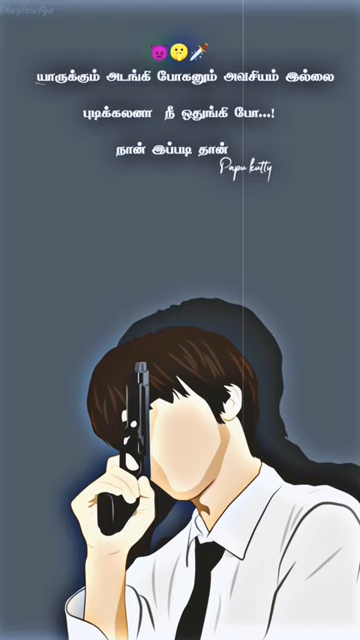 😈🤫🗡️
யாருக்கும் அடங்கி போகனும் அவசியம் இல்லை
புடிக்கலனா நீ ஒதுங்கி போ...!
நான் இப்படி தான்
Papu kutty